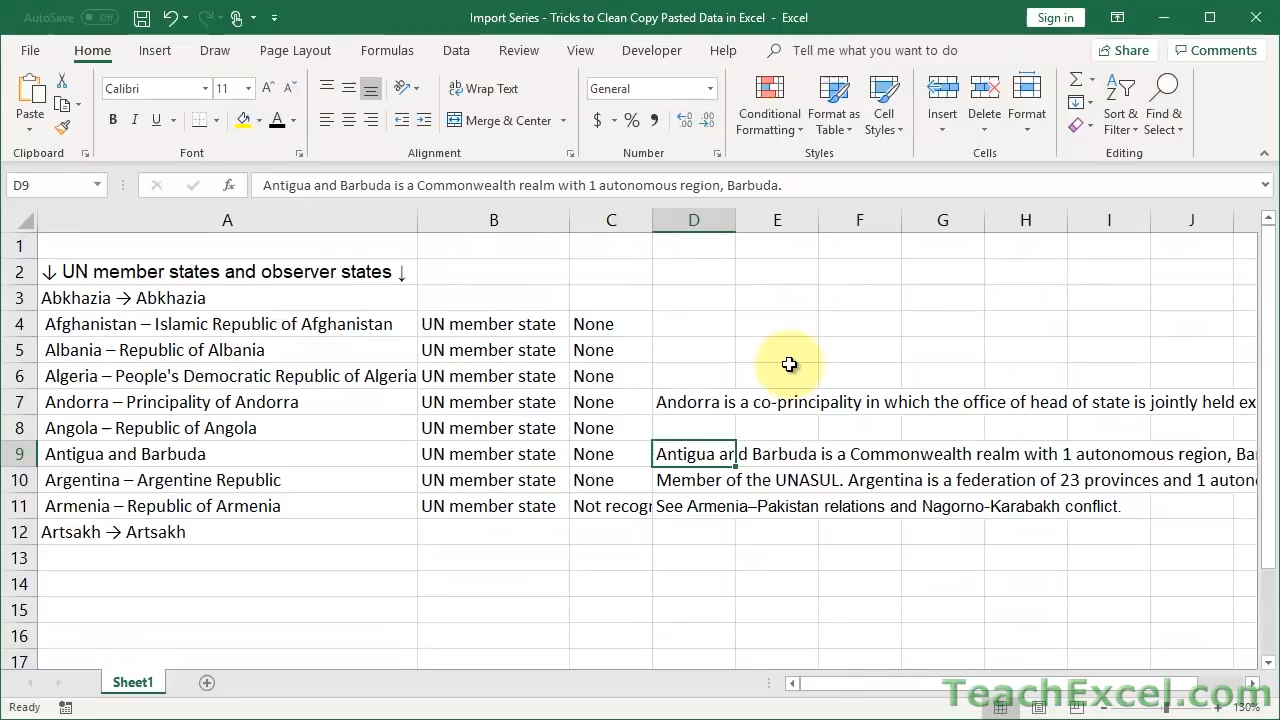 AutoSave Off Import Series - Tricks to Clean Copy Pasted Data in Excel - Excel Sign in
File Home Insert Draw Page Layout Formulas Data Review View Developer Help Tell me what you want to do Share Comments
Calibri 11 Wrap Text General
Paste B I U Merge & Center $ % Conditional Formatting Format as Table Cell Styles Insert Delete Format Sort & Filter Find & Select
Clipboard Font Alignment Number Styles Cells Editing
D9 fx Antigua and Barbuda is a Commonwealth realm with 1 autonomous region, Barbuda.
A B C D E F G H I J
1
2 ↓ UN member states and observer states ↓
3 Abkhazia → Abkhazia
4 Afghanistan – Islamic Republic of Afghanistan UN member state None
5 Albania – Republic of Albania UN member state None
6 Algeria – People's Democratic Republic of Algeria UN member state None
7 Andorra – Principality of Andorra UN member state None Andorra is a co-principality in which the office of head of state is jointly held ex
8 Angola – Republic of Angola UN member state None
9 Antigua and Barbuda UN member state None Antigua and Barbuda is a Commonwealth realm with 1 autonomous region, Bar
10 Argentina – Argentine Republic UN member state None Member of the UNASUL. Argentina is a federation of 23 provinces and 1 auton
11 Armenia – Republic of Armenia UN member state Not recogn See Armenia–Pakistan relations and Nagorno-Karabakh conflict.
12 Artsakh → Artsakh
13
14
15
16
17
Sheet1
TeachExcel.com
Ready 130%